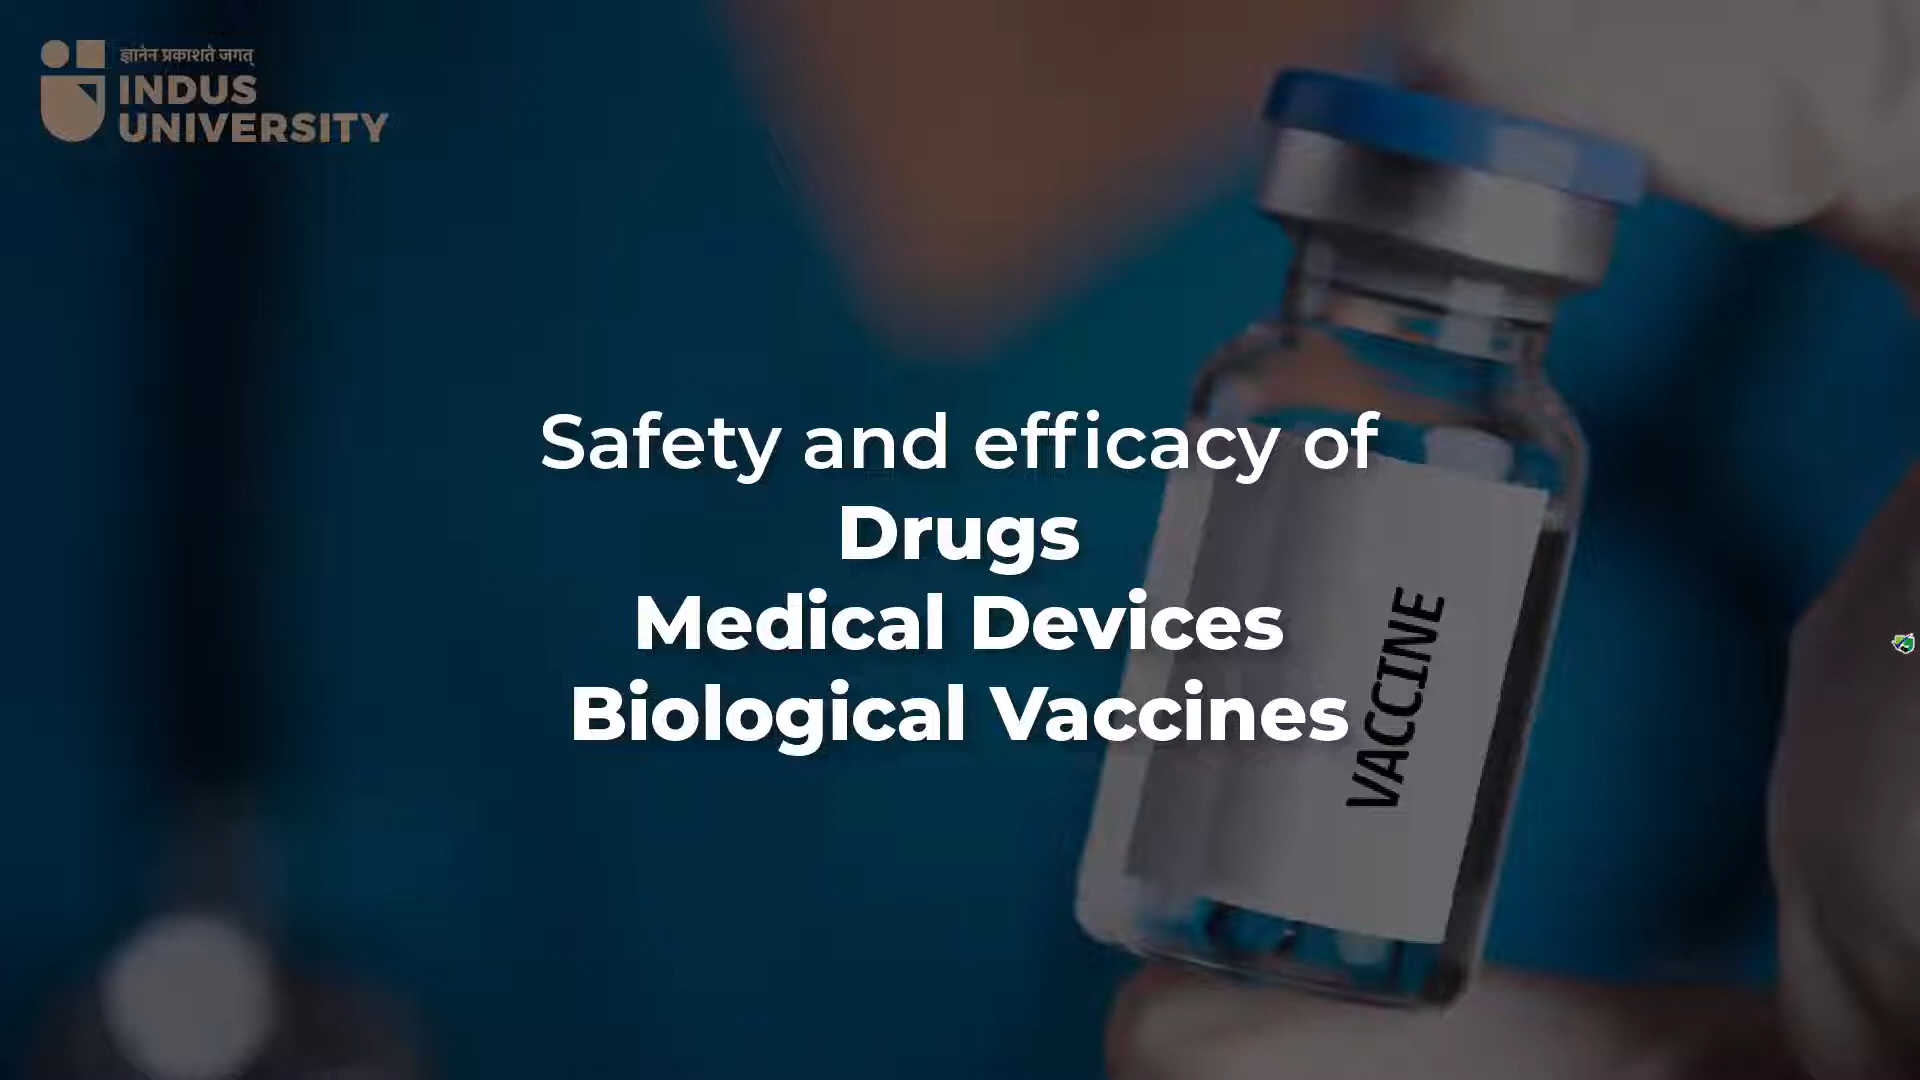 ज्ञानेन प्रकाशते जगत्
INDUS
UNIVERSITY
Safety and efficacy of
Drugs
Medical Devices
Biological Vaccines
VACCINE